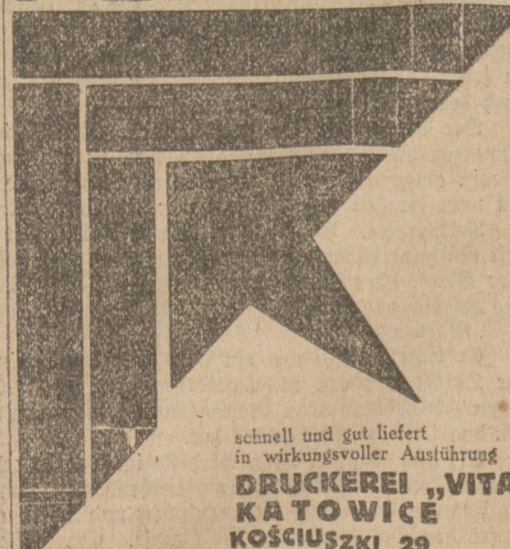 schnell und gut liefert
in wirkungsvoller Ausführung
DRUCKEREI „VITA
KATOWICE
KOŚCIUSZKI 29